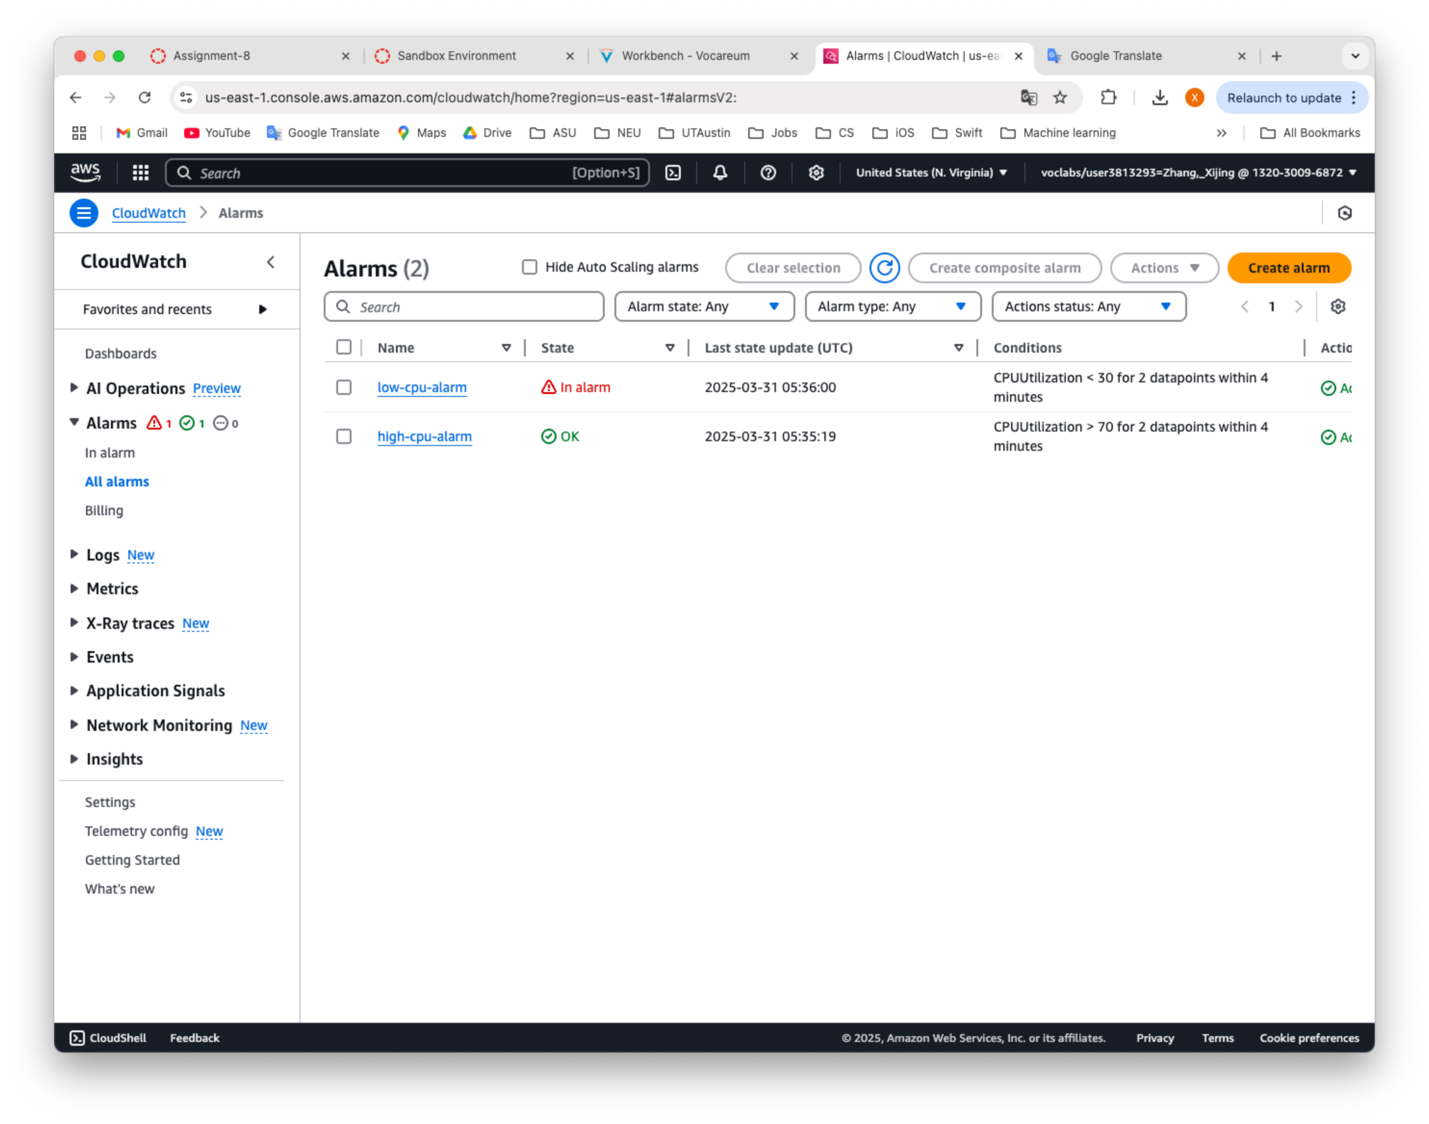 Assignment-8
Sandbox Environment
Workbench - Vocareum
Alarms | CloudWatch | us-ea
Google Translate
us-east-1.console.aws.amazon.com/cloudwatch/home?region=us-east-1#alarmsV2:
X
Relaunch to update
Gmail
YouTube
Google Translate
Maps
Drive
ASU
NEU
UTAustin
Jobs
CS
iOS
Swift
Machine learning
»
All Bookmarks
aws
Search
[Option+S]
United States (N. Virginia)
voclabs/user3813293=Zhang,_Xijing @ 1320-3009-6872
CloudWatch
Alarms
CloudWatch
Favorites and recents
Dashboards
AI Operations Preview
Alarms 1 1 0
In alarm
All alarms
Billing
Logs New
Metrics
X-Ray traces New
Events
Application Signals
Network Monitoring New
Insights
Settings
Telemetry config New
Getting Started
What's new
Alarms (2)
Hide Auto Scaling alarms
Clear selection
Create composite alarm
Actions
Create alarm
Search
Alarm state: Any
Alarm type: Any
Actions status: Any
1
Name
State
Last state update (UTC)
Conditions
Actio
low-cpu-alarm
In alarm
2025-03-31 05:36:00
CPUUtilization < 30 for 2 datapoints within 4
minutes
Ac
high-cpu-alarm
OK
2025-03-31 05:35:19
CPUUtilization > 70 for 2 datapoints within 4
minutes
Ac
CloudShell
Feedback
© 2025, Amazon Web Services, Inc. or its affiliates.
Privacy
Terms
Cookie preferences